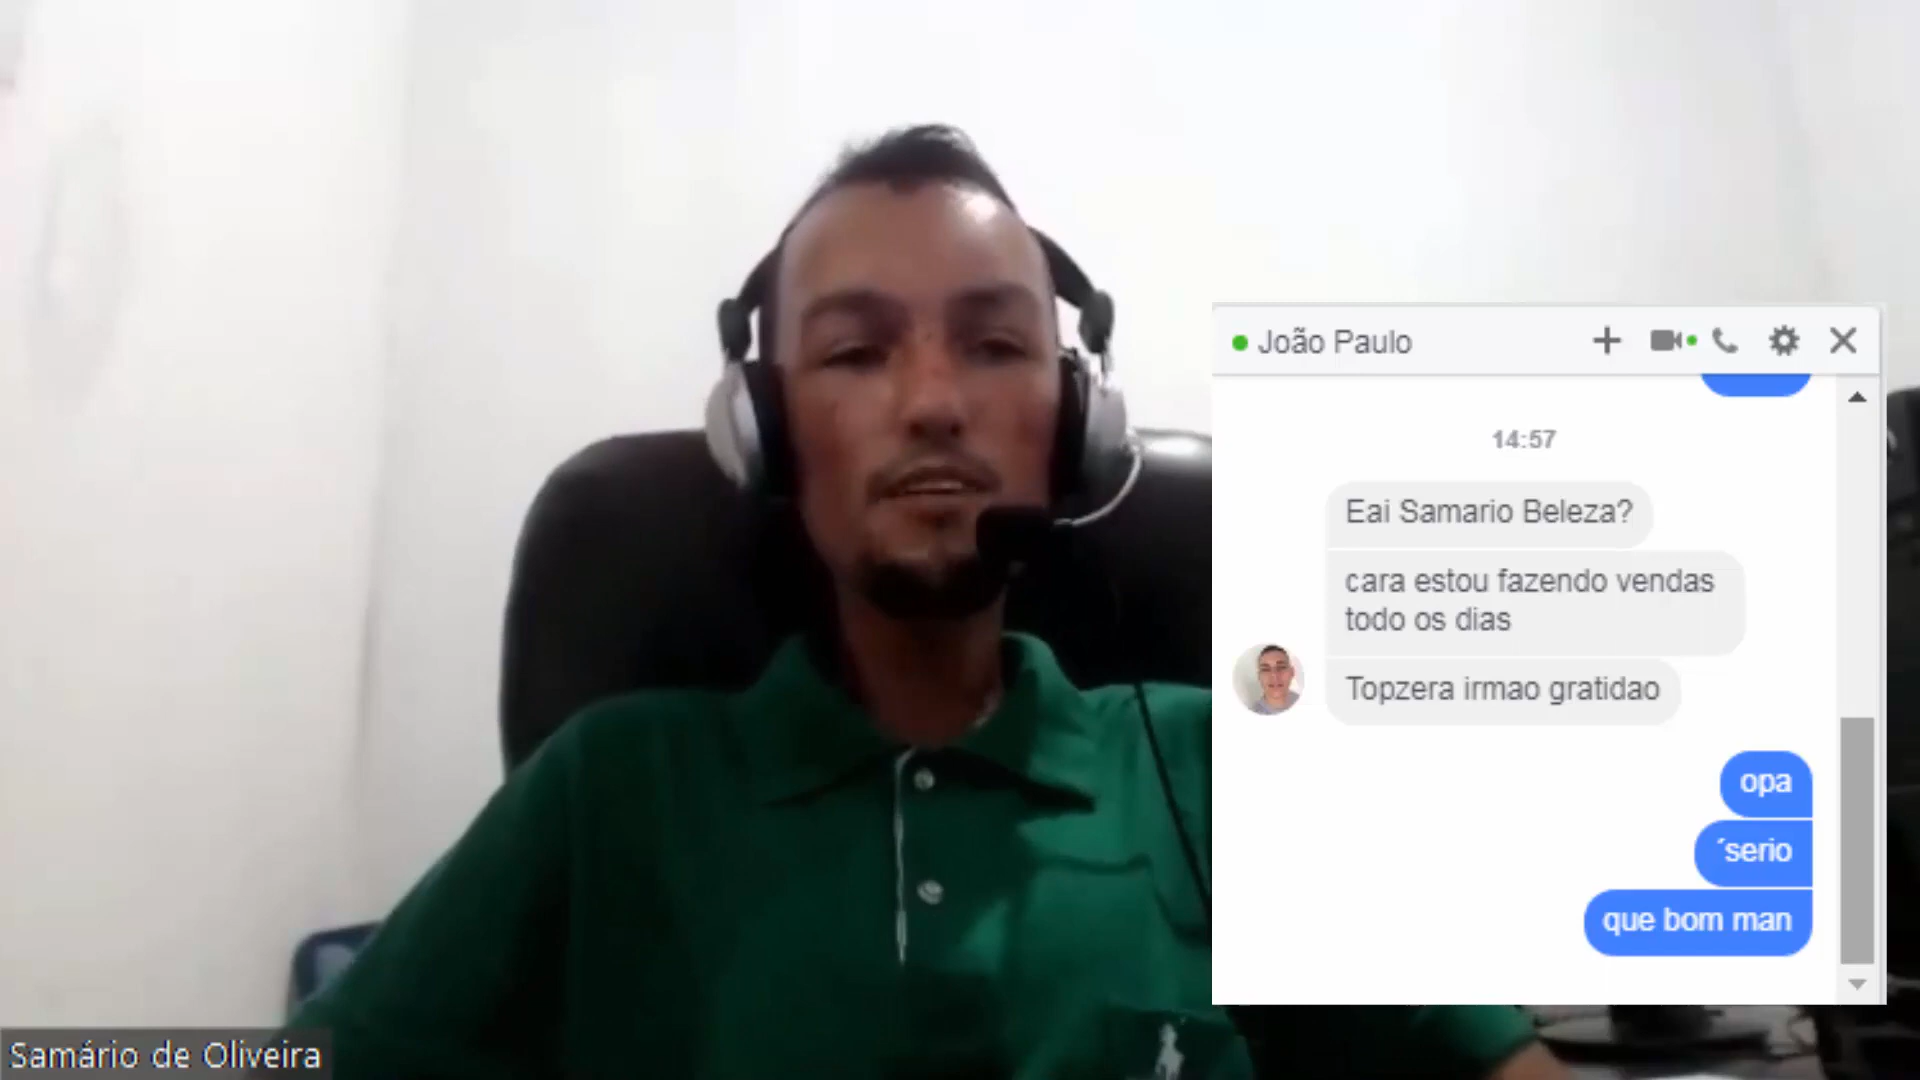 João Paulo
14:57
Eai Samario Beleza?
cara estou fazendo vendas
todo os dias
Topzera irmao gratidao
opa
´serio
que bom man
Samário de Oliveira